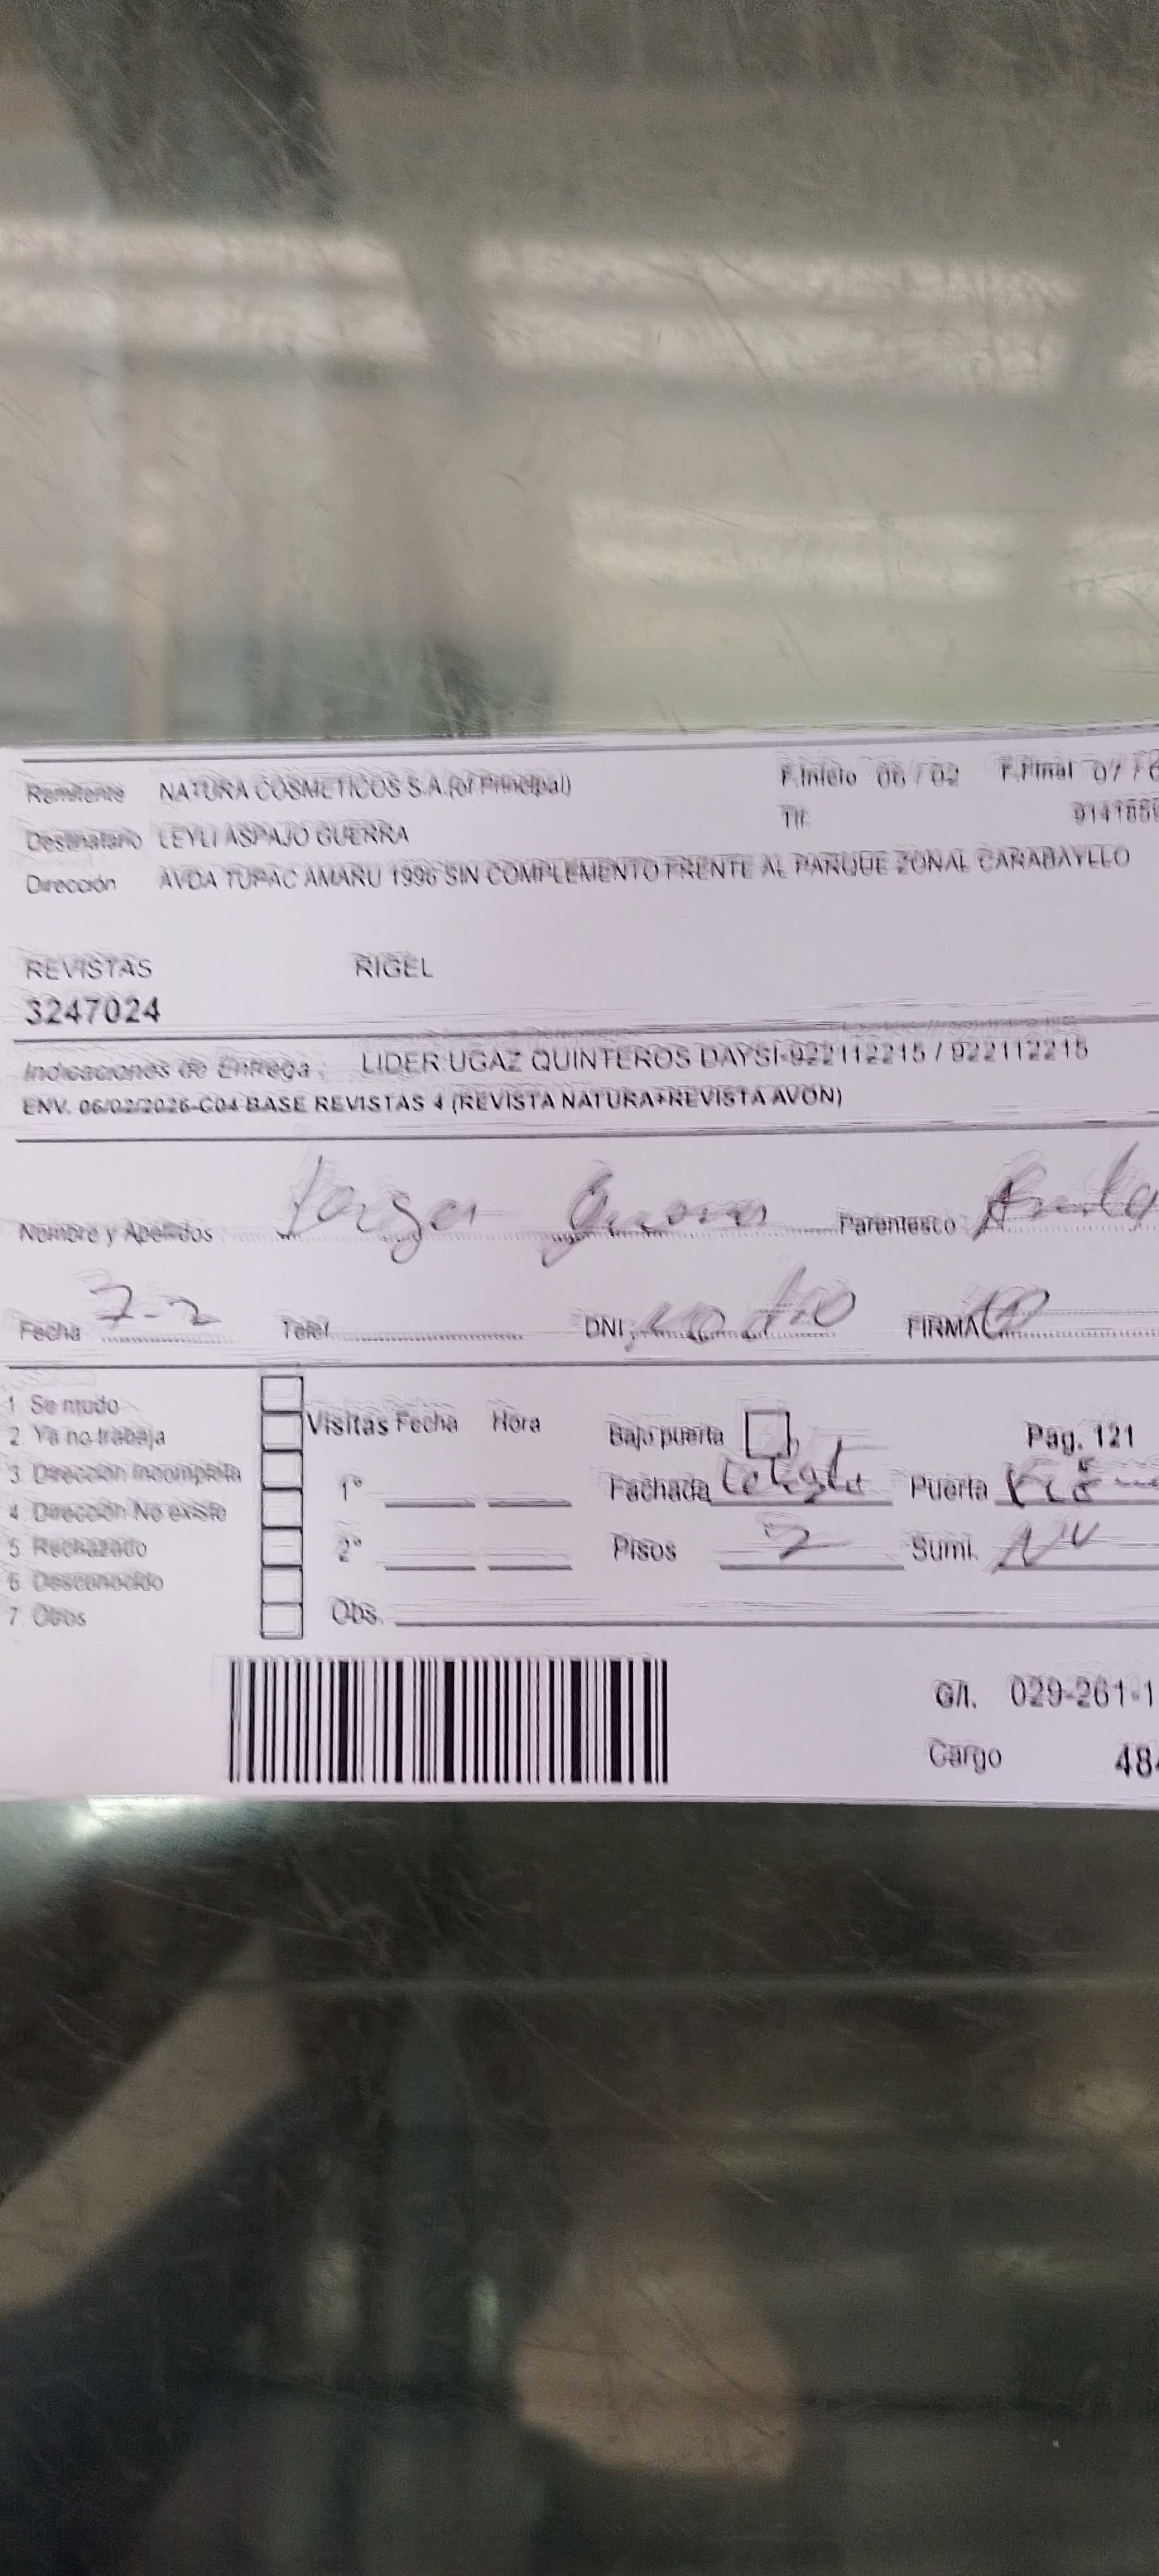 Remitente NATURA COSMETICOS S.A.(of Principal) F.Inicio 06 / 02 F.Final 07 /
Destinatario LEYLI ASPAJO GUERRA Tlf.
Dirección AVDA TUPAC AMARU 1996 SIN COMPLEMENTO FRENTE AL PARQUE ZONAL CARABAYLLO
REVISTAS RIGEL
3247024
Indicaciones de Entrega : LIDER:UGAZ QUINTEROS DAYSI-922112215 / 922112215
ENV. 06/02/2026-C04 BASE REVISTAS 4 (REVISTA NATURA+REVISTA AVON)
Nombre y Apellidos Parentesco
Fecha 7-2 Telef. DNI FIRMA
1. Se mudo
2. Ya no trabaja
3. Dirección Incompleta
4. Dirección No existe
5. Rechazado
6. Desconocido
7. Otros
Visitas Fecha Hora Bajo puerta Pag. 121
1° Fachada Puerta
2° Pisos 2 Sumi.
Obs.
G/I. 029-261-1
Cargo 48